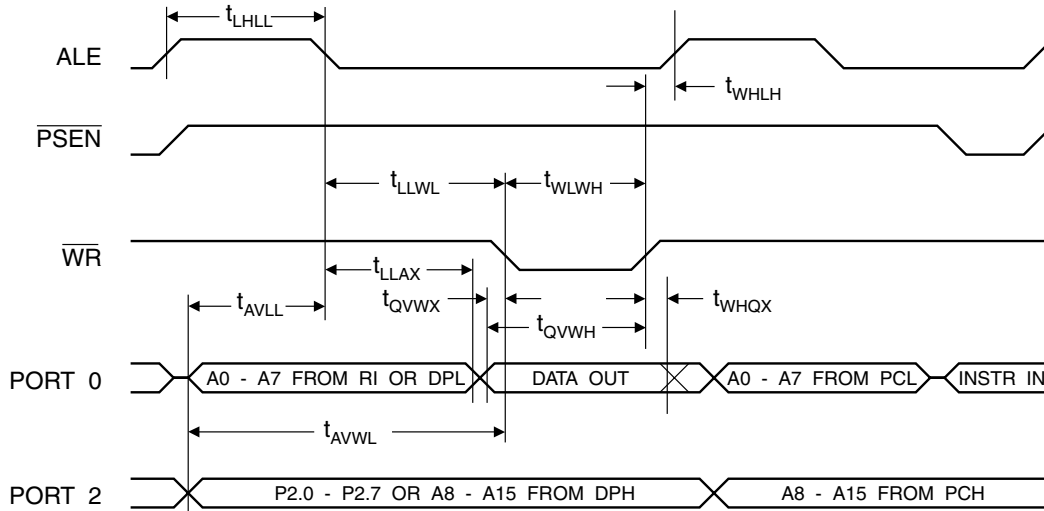 tLHLL
ALE
tWHLH
PSEN
tLLWL
tWLWH
WR
tLLAX
tAVLL
tQVWX
tWHQX
tQVWH
PORT 0
A0 - A7 FROM RI OR DPL
DATA OUT
A0 - A7 FROM PCL
INSTR IN
tAVWL
PORT 2
P2.0 - P2.7 OR A8 - A15 FROM DPH
A8 - A15 FROM PCH